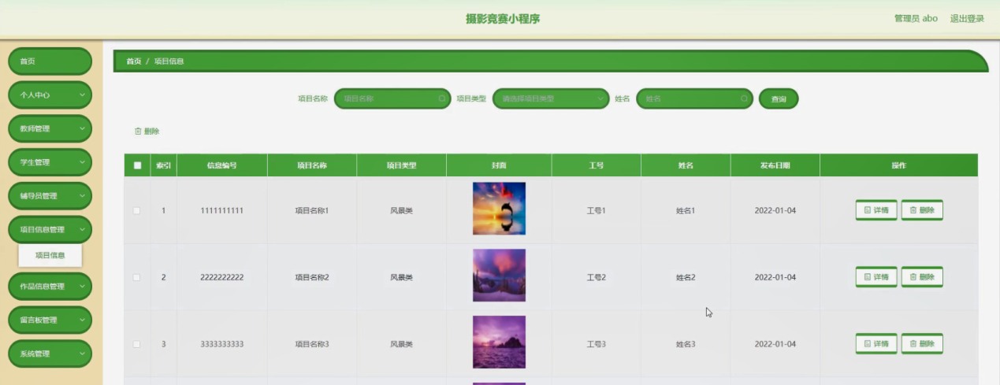 摄影竞赛小程序
管理员 abo 退出登录
首页
个人中心
教师管理
学生管理
辅导员管理
项目信息管理
项目信息
作品信息管理
留言板管理
系统管理
首页 / 项目信息
项目名称 项目名称 项目类型 请选择项目类型 姓名 姓名 查询
删除
索引 信息编号 项目名称 项目类型 封面 工号 姓名 发布日期 操作
1 1111111111 项目名称1 风景类 工号1 姓名1 2022-01-04 详情 删除
2 2222222222 项目名称2 风景类 工号2 姓名2 2022-01-04 详情 删除
3 3333333333 项目名称3 风景类 工号3 姓名3 2022-01-04 详情 删除